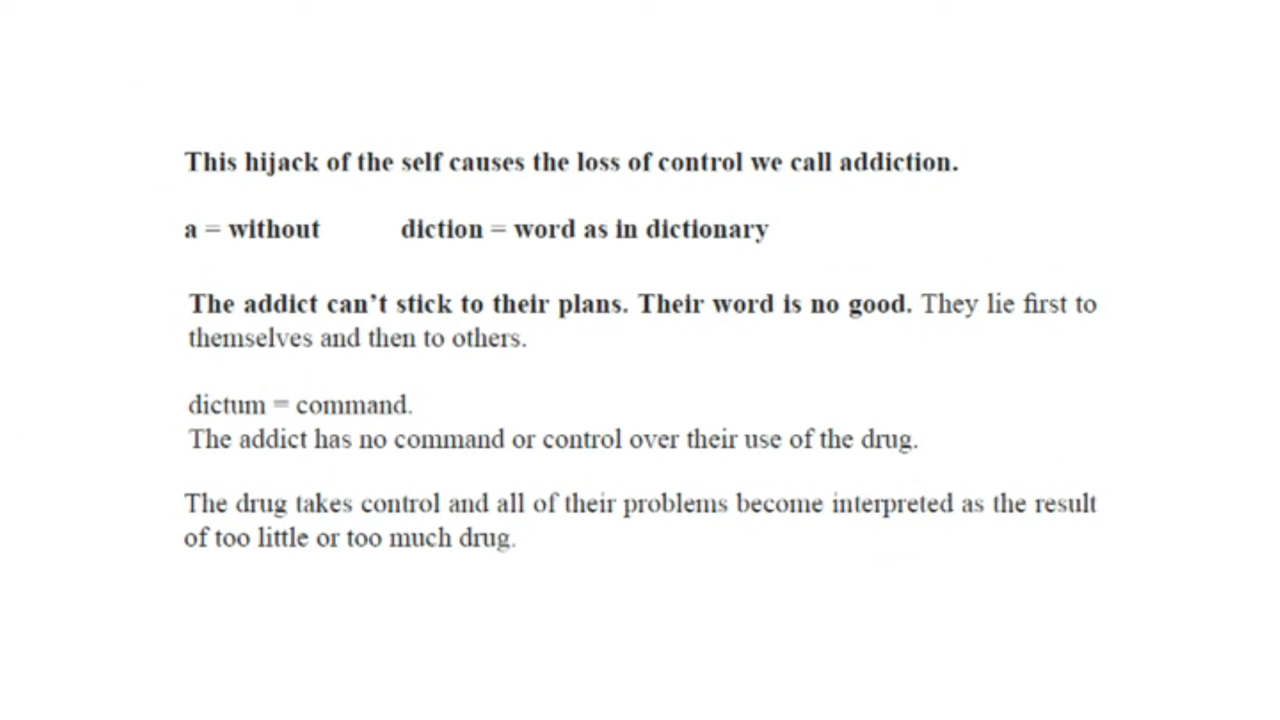 This hijack of the self causes the loss of control we call addiction.
a = without diction = word as in dictionary
The addict can't stick to their plans. Their word is no good. They lie first to
themselves and then to others.
dictum = command.
The addict has no command or control over their use of the drug.
The drug takes control and all of their problems become interpreted as the result
of too little or too much drug.